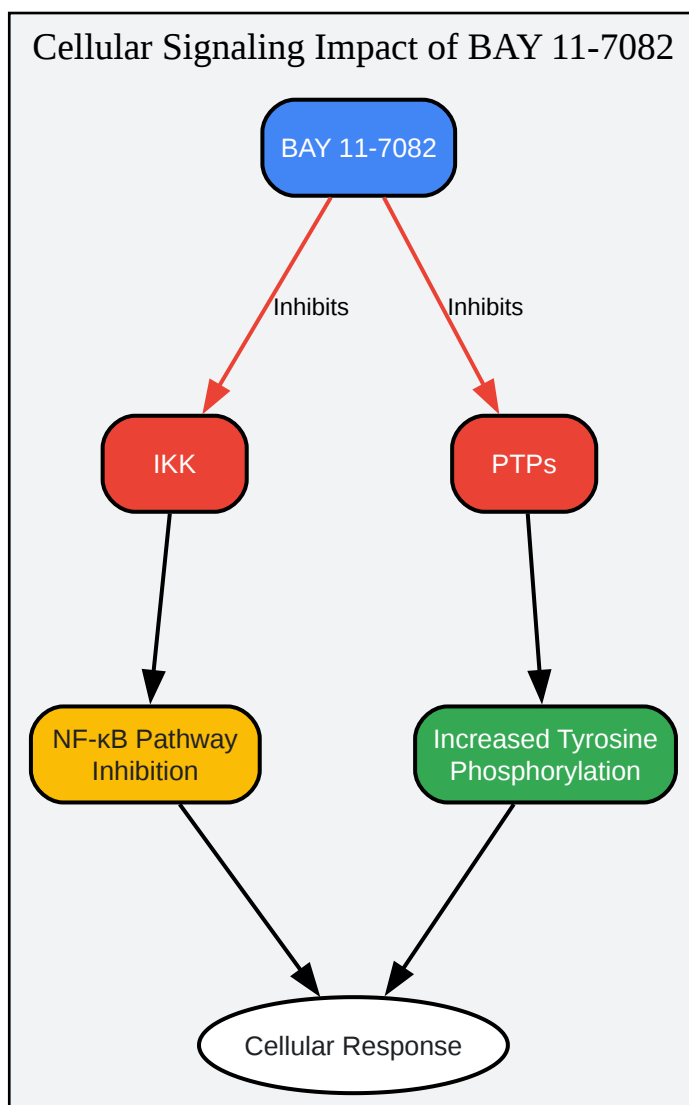 Cellular Signaling Impact of BAY 11-7082
BAY 11-7082
Inhibits
Inhibits
IKK
PTPs
NF-κB Pathway
Inhibition
Increased Tyrosine
Phosphorylation
Cellular Response